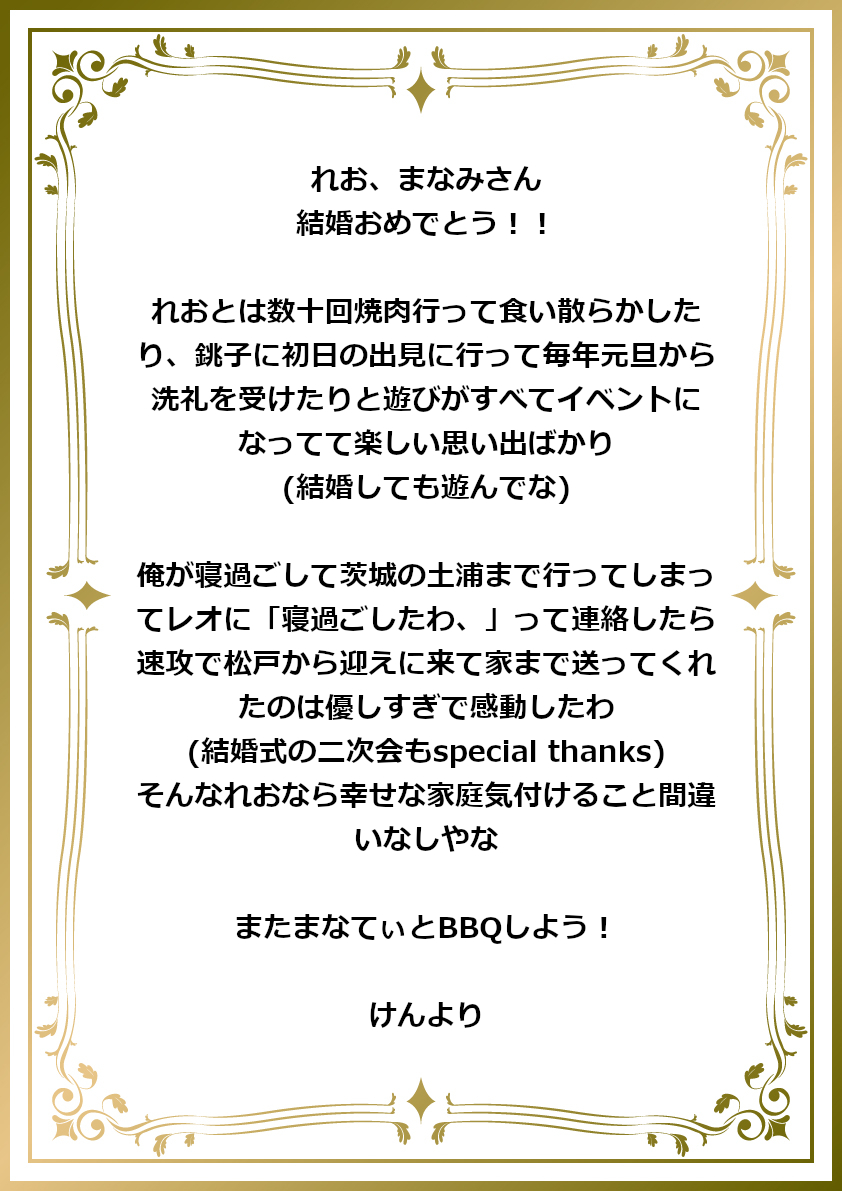 れお、まなみさん
結婚おめでとう！！
れおとは数十回焼肉行って食い散らかした
り、銚子に初日の出見に行って毎年元旦から
洗礼を受けたりと遊びがすべてイベントに
なってて楽しい思い出ばかり
(結婚しても遊んでな)
俺が寝過ごして茨城の土浦まで行ってしまっ
てレオに「寝過ごしたわ、」って連絡したら
速攻で松戸から迎えに来て家まで送ってくれ
たのは優しすぎで感動したわ
(結婚式の二次会もspecial thanks)
そんなれおなら幸せな家庭気付けること間違
いなしやな
またまなてぃとBBQしよう！
けんより